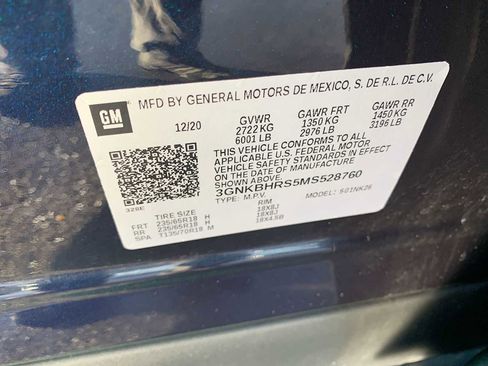 MFD BY GENERAL MOTORS DE MEXICO, S. DE R.L. DE C.V.
GM
12/20 GVWR GAWR FRT GAWR RR
2722 KG 1350 KG 1450 KG
6001 LB 2976 LB 3196 LB
THIS VEHICLE CONFORMS TO ALL
APPLICABLE U.S. FEDERAL MOTOR
VEHICLE SAFETY STANDARDS IN EFFECT
ON THE DATE OF MANUFACTURE
SHOWN ABOVE.
3GNKBHRS5MS528760
TYPE: M.P.V. MODEL: S01NK26
328E
TIRE SIZE RIM
FRT 235/65R18 H 18X8J
RR 235/65R18 H 18X8J
SPA T135/70R18 M 18X4.5B